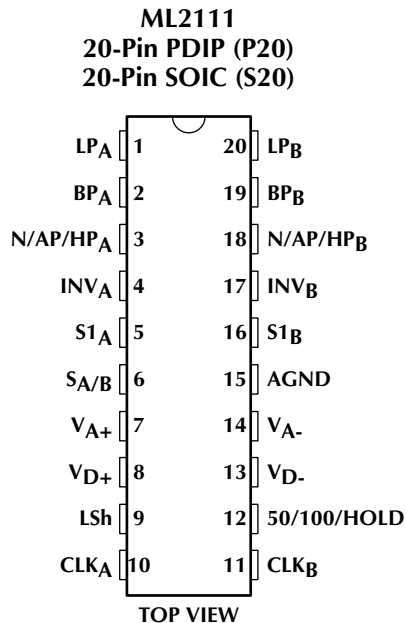 ML2111
20-Pin PDIP (P20)
20-Pin SOIC (S20)
LPA 1 20 LPB
BPA 2 19 BPB
N/AP/HPA 3 18 N/AP/HPB
INVA 4 17 INVB
S1A 5 16 S1B
SA/B 6 15 AGND
VA+ 7 14 VA-
VD+ 8 13 VD-
LSh 9 12 50/100/HOLD
CLKA 10 11 CLKB
TOP VIEW